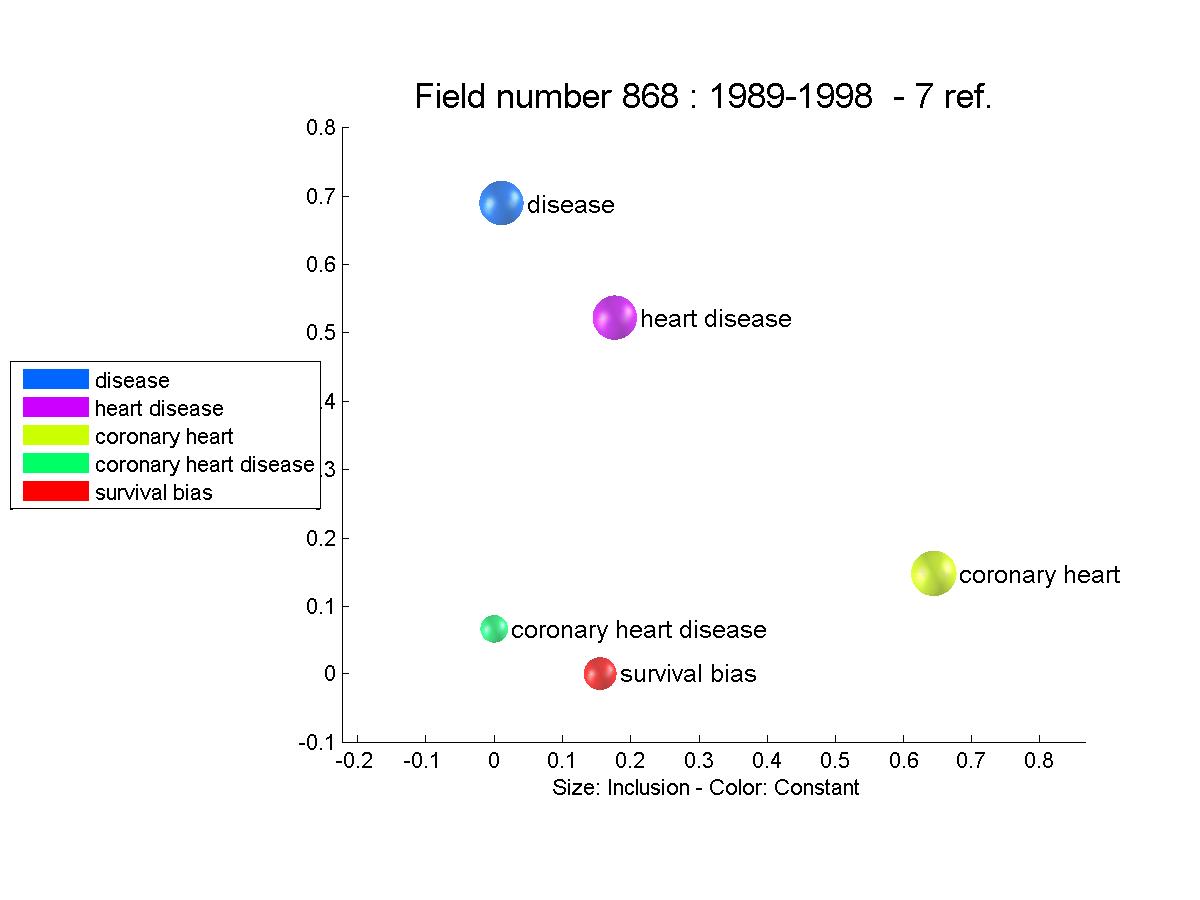 Field number 868 : 1989-1998  - 7 ref.
0.8
0.7
disease
0.6
heart disease
0.5
disease
heart disease
.4
coronary heart
coronary heart disease
.3
survival bias
0.2
coronary heart
0.1
coronary heart disease
0
survival bias
-0.1
-0.2 -0.1 0 0.1 0.2 0.3 0.4 0.5 0.6 0.7 0.8
Size: Inclusion - Color: Constant